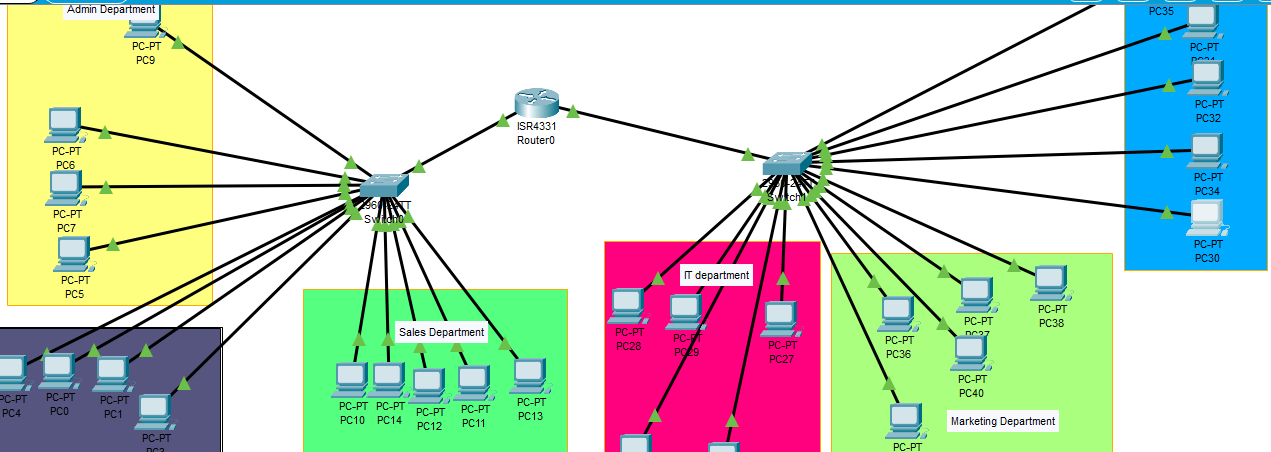 Admin Department
PC-PT
PC9
PC-PT
PC6
PC-PT
PC7
PC-PT
PC5
PC-PT
PC4
PC-PT
PC0
PC-PT
PC1
PC-PT
PC3
Switch0
ISR4331
Router0
Sales Department
PC-PT
PC10
PC-PT
PC14
PC-PT
PC12
PC-PT
PC11
PC-PT
PC13
Switch1
IT department
PC-PT
PC28
PC-PT
PC29
PC-PT
PC27
PC-PT
PC36
PC-PT
PC37
PC-PT
PC38
PC-PT
PC40
PC-PT
Marketing Department
PC35
PC-PT
PC-PT
PC32
PC-PT
PC34
PC-PT
PC30